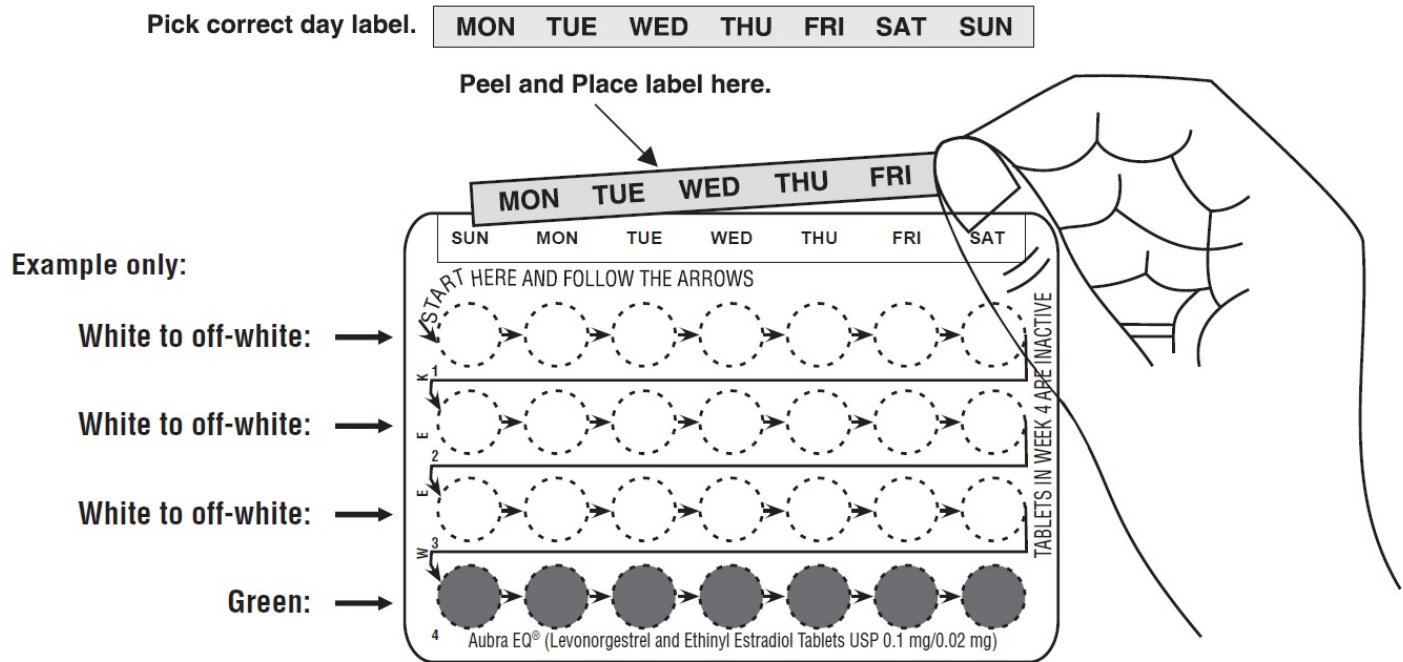 Pick correct day label. MON TUE WED THU FRI SAT SUN
Peel and Place label here.
MON TUE WED THU FRI
SUN MON TUE WED THU FRI SAT
Example only:
START HERE AND FOLLOW THE ARROWS
White to off-white:
1
White to off-white:
2
White to off-white:
3
Green:
4
WEEK
TABLETS IN WEEK 4 ARE INACTIVE
Aubra EQ® (Levonorgestrel and Ethinyl Estradiol Tablets USP 0.1 mg/0.02 mg)